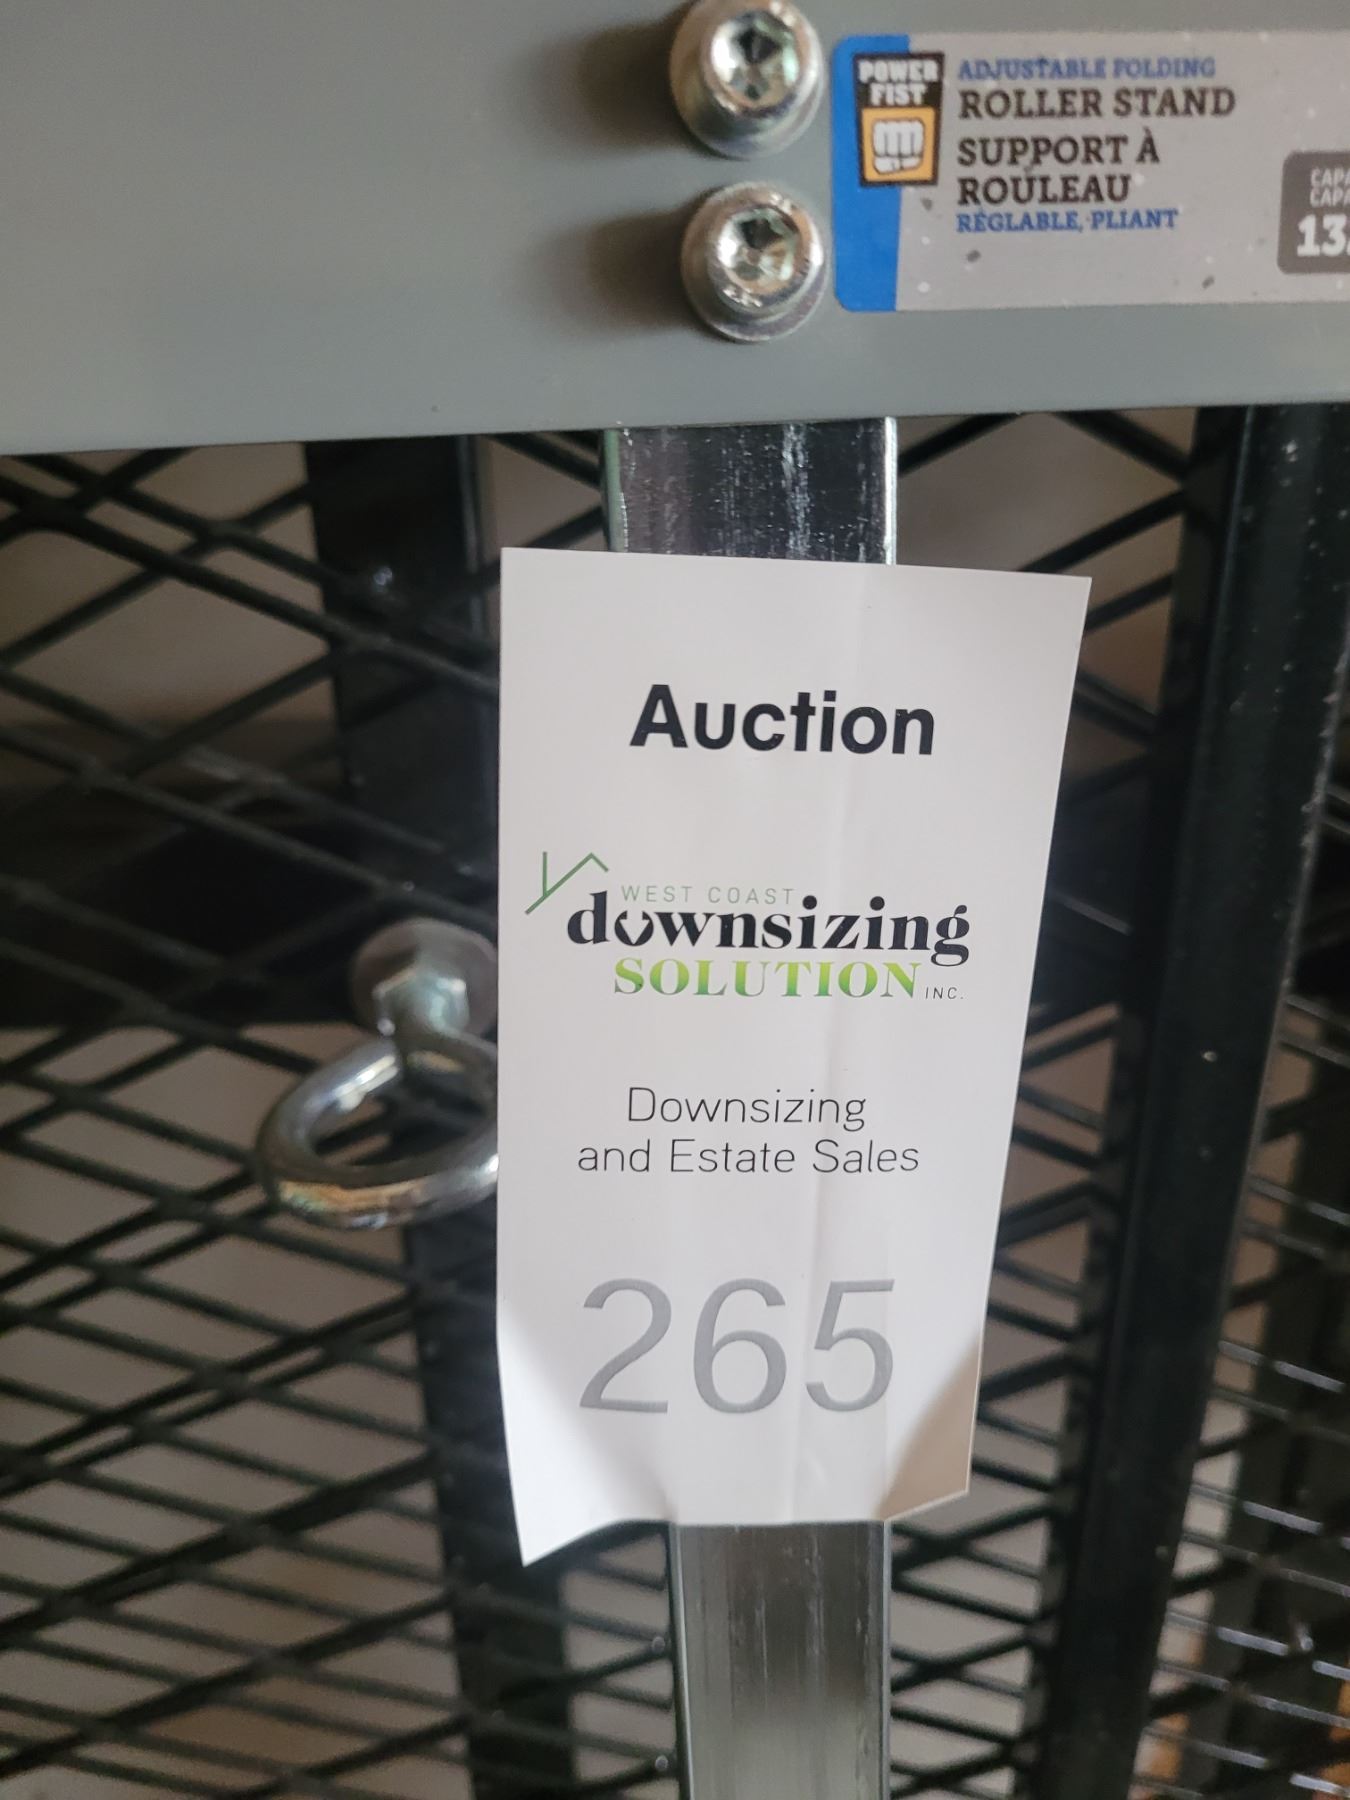 POWER
FIST
ADJUSTABLE FOLDING
ROLLER STAND
SUPPORT À
ROULEAU
RÉGLABLE, PLIANT
Auction
WEST COAST
downsizing
SOLUTION INC.
Downsizing
and Estate Sales
265